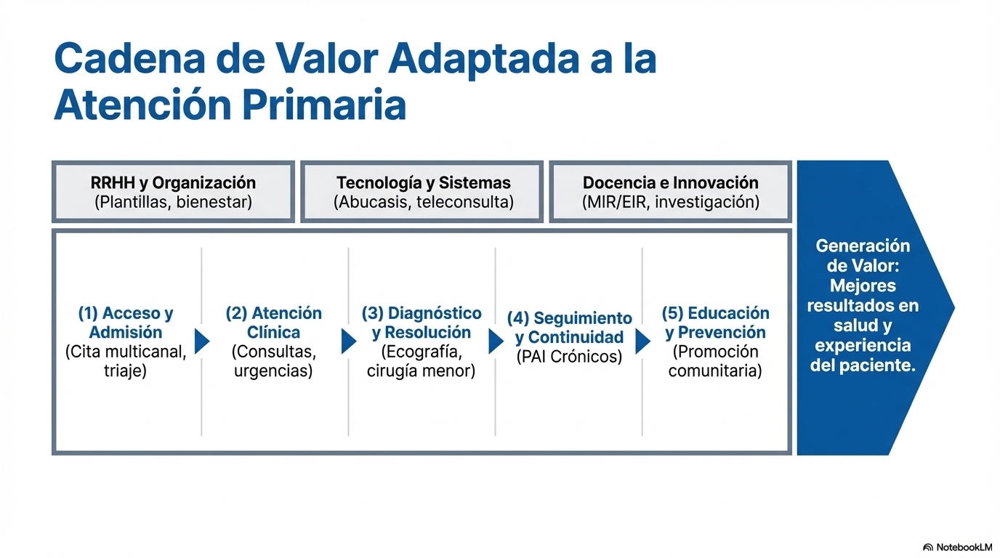 Cadena de Valor Adaptada a la
Atención Primaria
RRHH y Organización
(Plantillas, bienestar)
Tecnología y Sistemas
(Abucasis, teleconsulta)
Docencia e Innovación
(MIR/EIR, investigación)
(1) Acceso y
Admisión
(Cita multicanal,
triaje)
(2) Atención
Clínica
(Consultas,
urgencias)
(3) Diagnóstico
y Resolución
(Ecografía,
cirugía menor)
(4) Seguimiento
y Continuidad
(PAI Crónicos)
(5) Educación
y Prevención
(Promoción
comunitaria)
Generación
de Valor:
Mejores
resultados en
salud y
experiencia
del paciente.
NotebookLM